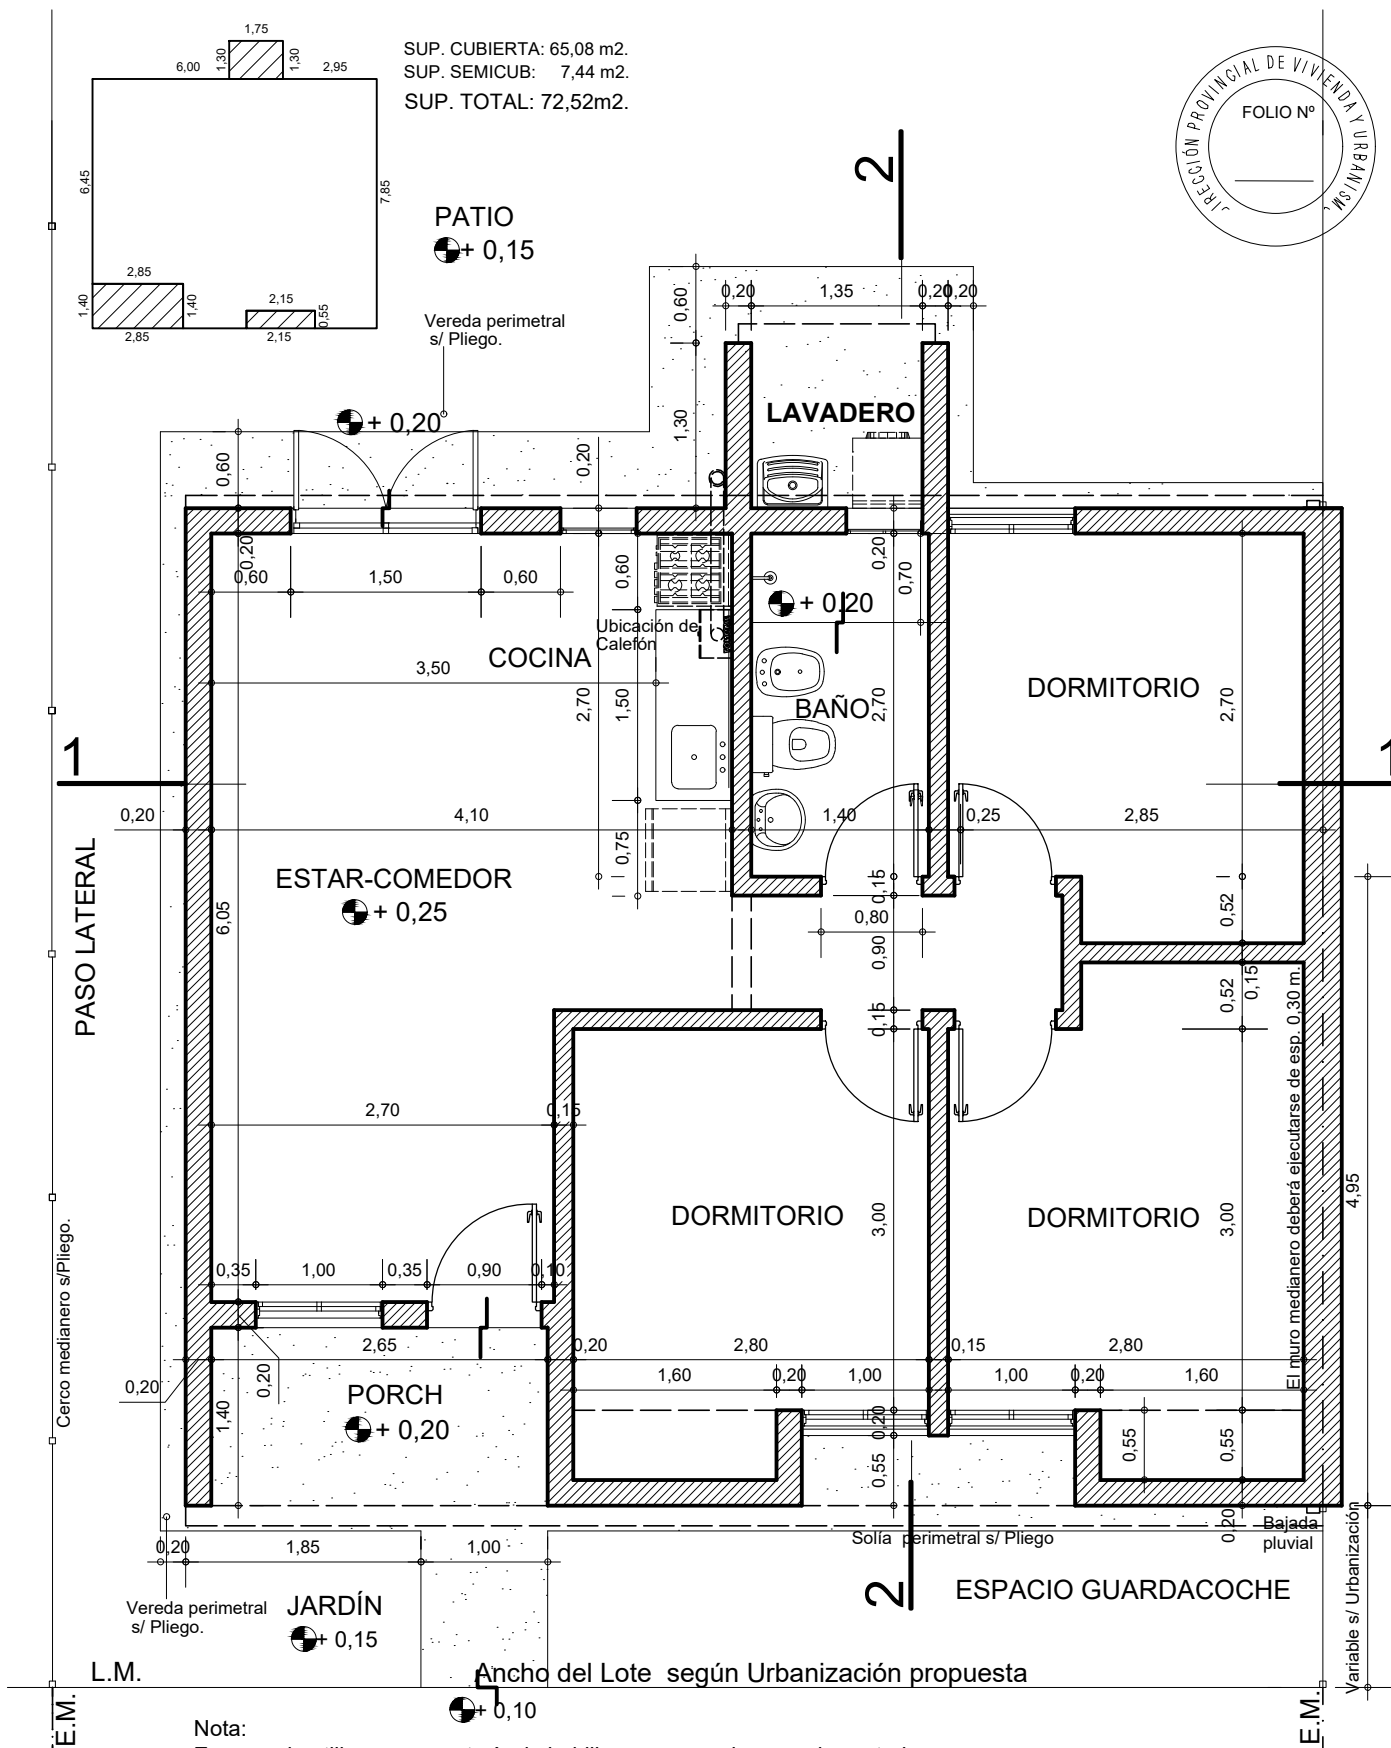 1,75
6,00
1,30
1,30
2,95
6,45
7,85
2,85
1,40
1,40
2,15
0,55
2,85
2,15
SUP. CUBIERTA: 65,08 m2.
SUP. SEMICUB: 7,44 m2.
SUP. TOTAL: 72,52m2.
FOLIO Nº
PROVINCIAL DE VIVIENDA Y
2
PATIO
+ 0,15
Vereda perimetral
s/ Pliego.
0,60
0,20
1,35
0,20
0,20
1,30
LAVADERO
+ 0,20
0,60
0,20
0,20
0,60
1,50
0,60
0,60
0,20
0,70
+ 0,20
Ubicación de
Calefón
COCINA
3,50
2,70
1,50
BAÑO
2,70
DORMITORIO
2,70
1
1
0,20
4,10
0,75
1,40
0,25
2,85
PASO LATERAL
ESTAR-COMEDOR
+ 0,25
6,05
0,15
0,80
0,90
0,15
0,52
0,15
0,52
El muro medianero deberá ejecutarse de esp. 0,30 m.
2,70
0,15
DORMITORIO
3,00
DORMITORIO
3,00
4,95
Cerco medianero s/Pliego.
0,35
1,00
0,35
0,90
0,10
2,65
0,20
2,80
0,15
2,80
0,20
0,20
1,60
0,20
1,00
1,00
0,20
1,60
PORCH
+ 0,20
1,40
0,20
0,55
0,55
0,55
0,20
Solía perimetral s/ Pliego
Bajada
pluvial
0,20
1,85
1,00
2
ESPACIO GUARDACOCHE
Variable s/ Urbanización
Vereda perimetral
s/ Pliego.
JARDÍN
+ 0,15
L.M.
Ancho del Lote según Urbanización propuesta
E.M.
+ 0,10
E.M.
Nota: